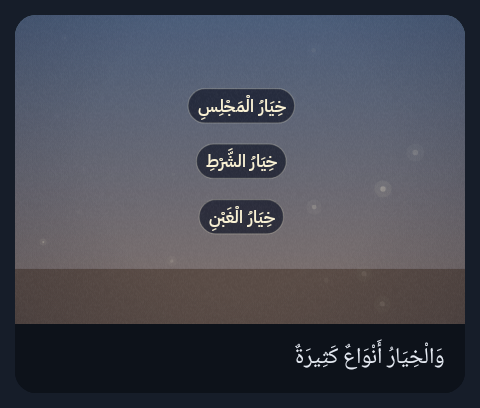 خِيَارُ الْمَجْلِسِ
خِيَارُ الشَّرْطِ
خِيَارُ الْغَبْنِ
وَالْخِيَارُ أَنْوَاعٌ كَثِيرَةٌ